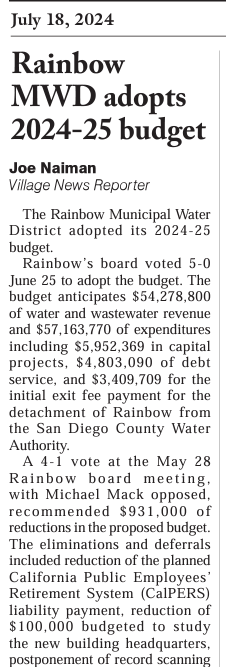 July 18, 2024
Rainbow
MWD adopts
2024-25 budget
Joe Naiman
Village News Reporter
The Rainbow Municipal Water
District adopted its 2024-25
budget.
Rainbow's board voted 5-0
June 25 to adopt the budget. The
budget anticipates $54,278,800
of water and wastewater revenue
and $57,163,770 of expenditures
including $5,952,369 in capital
projects, $4,803,090 of debt
service, and $3,409,709 for the
initial exit fee payment for the
detachment of Rainbow from
the San Diego County Water
Authority.
A 4-1 vote at the May 28
Rainbow board meeting,
with Michael Mack opposed,
recommended $931,000 of
reductions in the proposed budget.
The eliminations and deferrals
included reduction of the planned
California Public Employees'
Retirement System (CalPERS)
liability payment, reduction of
$100,000 budgeted to study
the new building headquarters,
postponement of record scanning